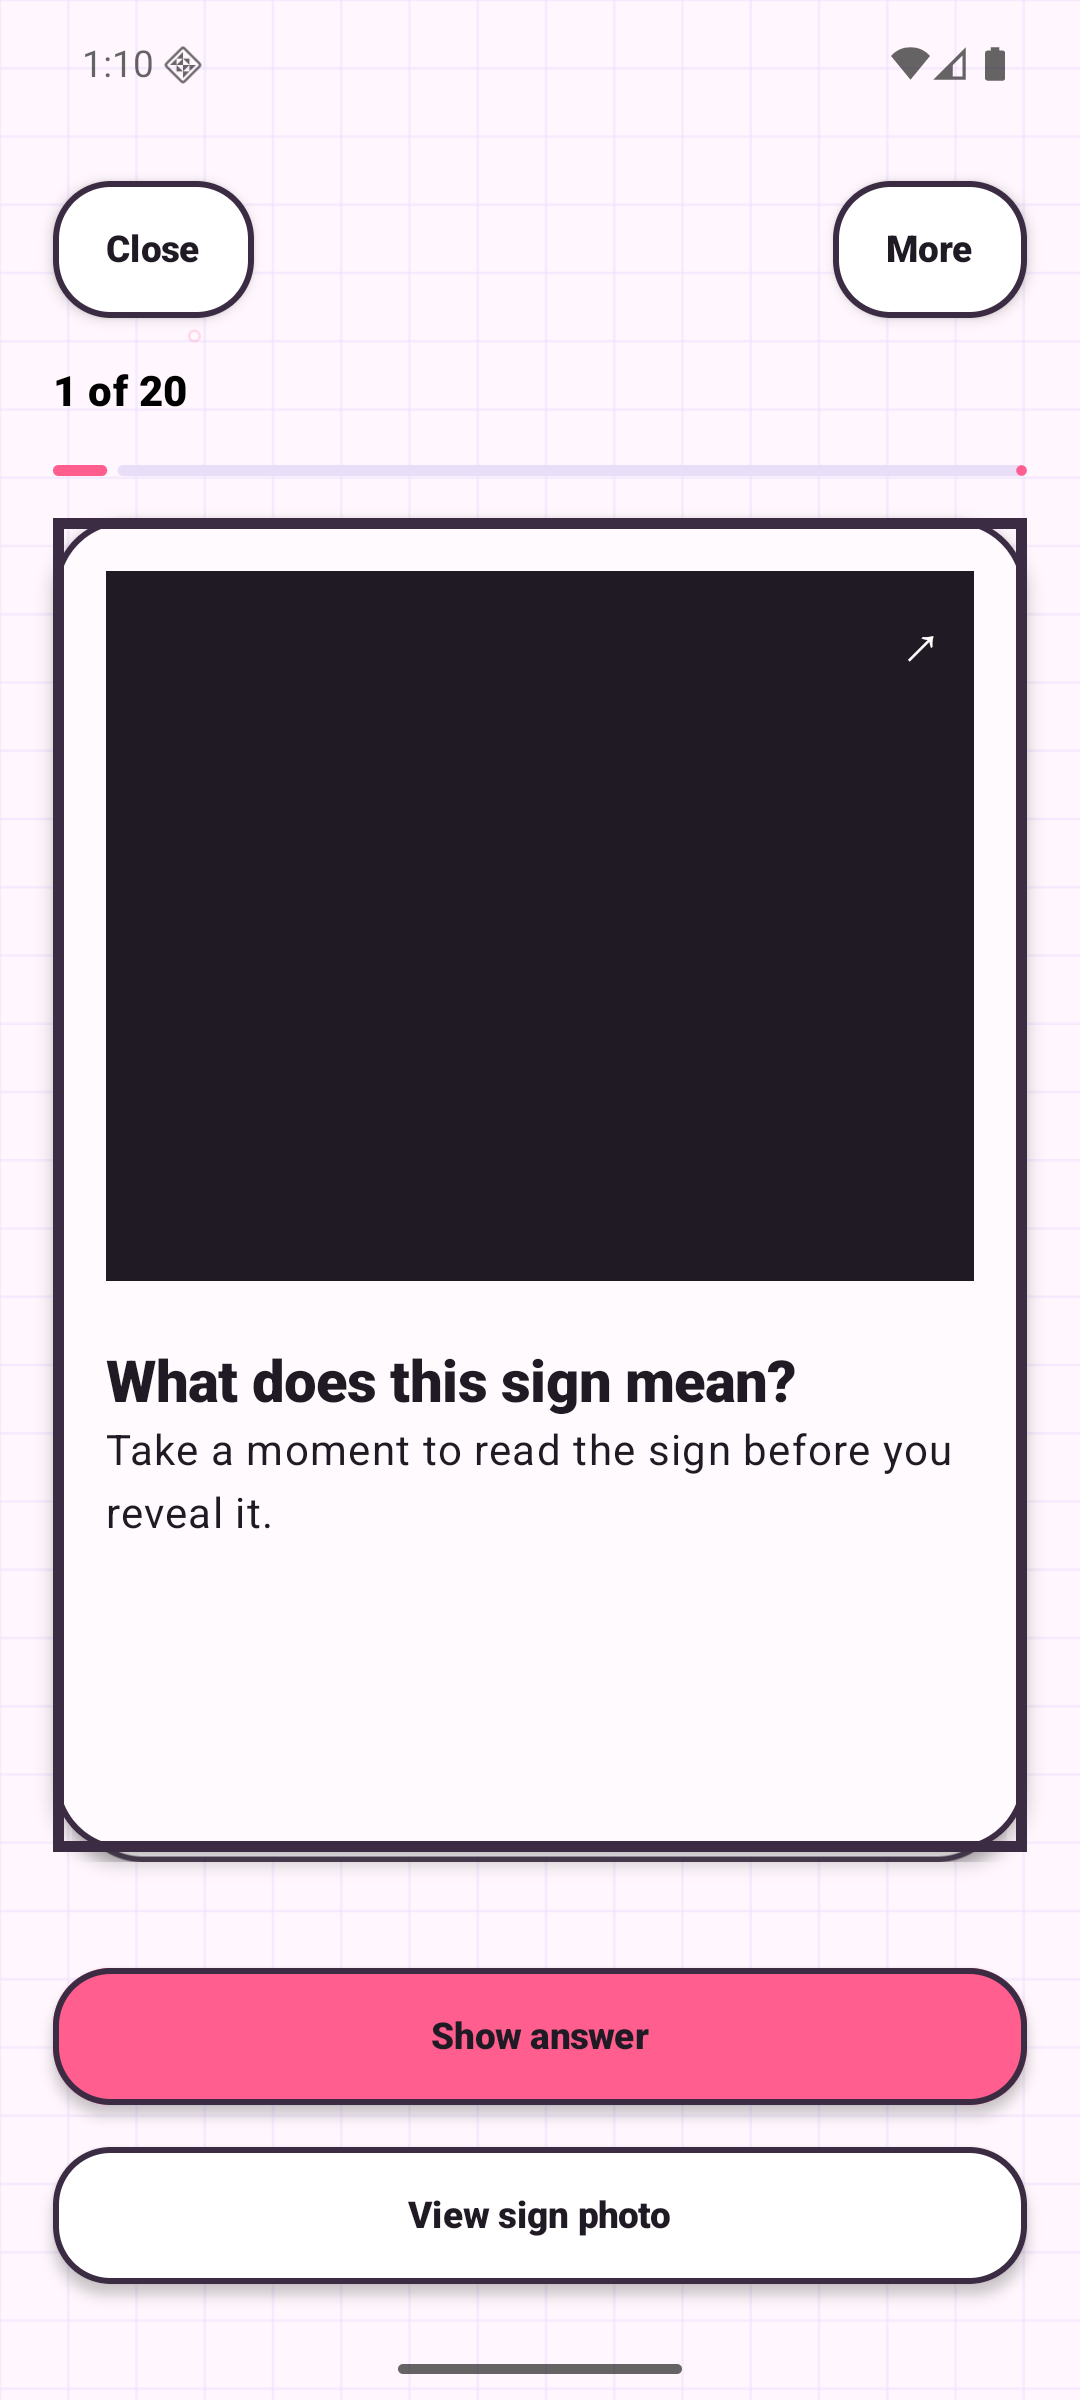 1:10
Close
More
1 of 20
↗
What does this sign mean?
Take a moment to read the sign before you
reveal it.
Show answer
View sign photo